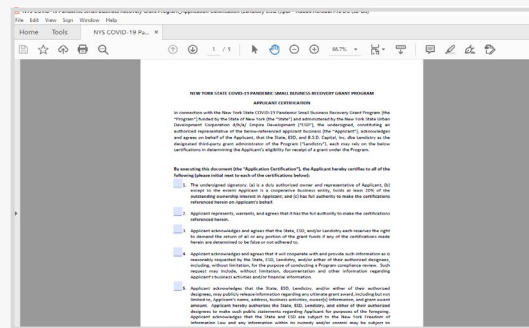 File Edit View Sign Window Help
Home Tools NYS COVID-19 Pa... ×
1 / 5 66.7%
NEW YORK STATE COVID-19 PANDEMIC SMALL BUSINESS RECOVERY GRANT PROGRAM
APPLICANT CERTIFICATION
In connection with the New York State COVID-19 Pandemic Small Business Recovery Grant Program (the
"Program") funded by the State of New York (the "State") and administered by the New York State Urban
Development Corporation d/b/a/ Empire Development ("ESD"), the undersigned, constituting an
authorized representative of the below-referenced applicant business (the "Applicant"), acknowledges
and agrees on behalf of the Applicant, that the State, ESD, and B.S.D. Capital, Inc. dba Lendistry as the
designated third-party grant administrator of the Program ("Lendistry"), each may rely on the below
certifications in determining the Applicant's eligibility for receipt of a grant under the Program.
By executing this document (the "Application Certification"), the Applicant hereby certifies to all of the
following (please initial next to each of the certifications below):
1. The undersigned signatory: (a) is a duly authorized owner and representative of Applicant, (b)
except to the extent Applicant is a cooperative business entity, holds at least 20% of the
outstanding ownership interest in Applicant; and (c) has full authority to make the certifications
referenced herein on Applicant's behalf.
2. Applicant represents, warrants, and agrees that it has the full authority to make the certifications
referenced herein.
3. Applicant acknowledges and agrees that the State, ESD, and/or Lendistry each reserves the right
to demand the return of all or any portion of the grant funds if any of the certifications made
herein are determined to be false or not adhered to.
4. Applicant acknowledges and agrees that it will cooperate with and provide such information as is
reasonably requested by the State, ESD, Lendistry, and/or either of their authorized designees,
including, without limitation, for the purpose of conducting a Program compliance review. Such
request may include, without limitation, documentation and other information regarding
Applicant's business activities and/or financial information.
5. Applicant acknowledges that the State, ESD, Lendistry, and/or either of their authorized
designees, may publicly release information regarding any ultimate grant award, including but not
limited to, Applicant's name, address, business activities, owner(s) information, and grant award
amount. Applicant hereby authorizes the State, ESD, Lendistry, and either of their authorized
designees to make such public statements regarding Applicant for purposes of the foregoing.
Applicant acknowledges that the State and ESD are subject to the New York Freedom of
Information Law and any information within its custody and/or control may be subject to